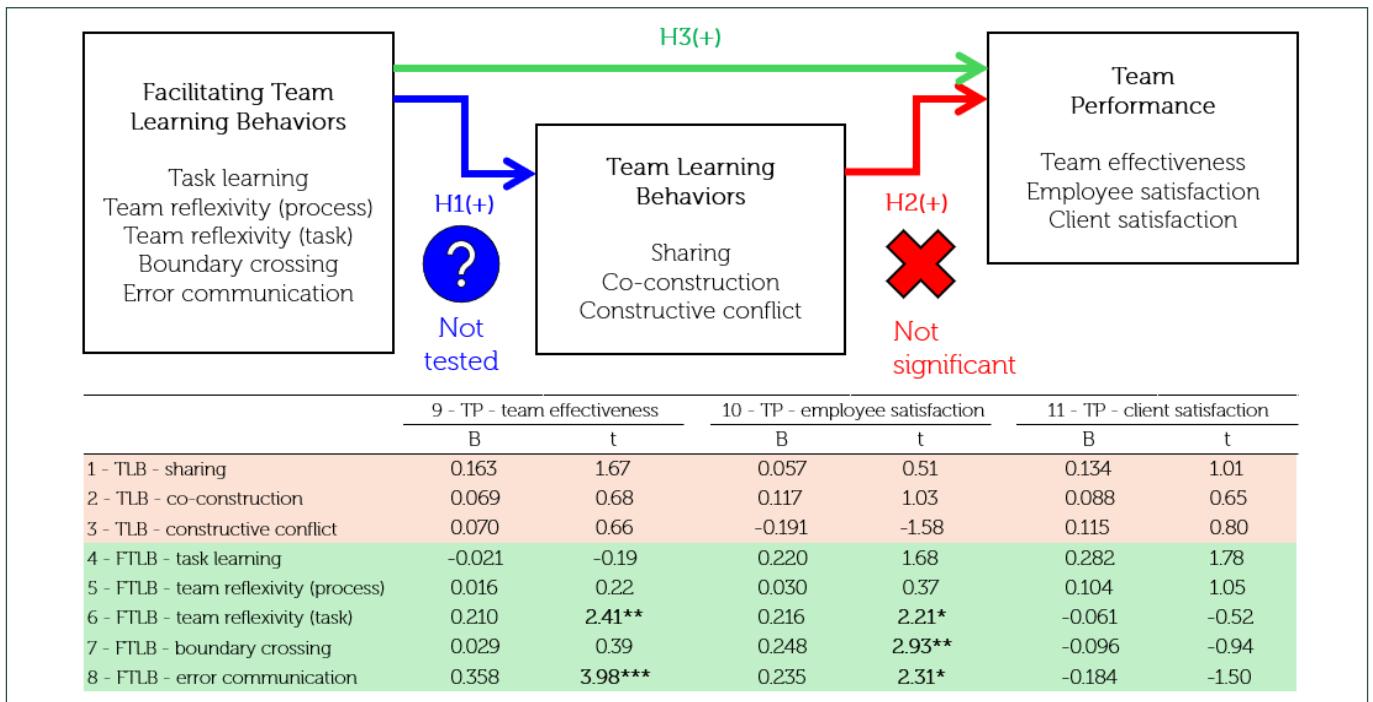 H3(+)
Facilitating Team
Learning Behaviors
Task learning
Team reflexivity (process)
Team reflexivity (task)
Boundary crossing
Error communication
H1(+)
?
Not
tested
Team Learning
Behaviors
Sharing
Co-construction
Constructive conflict
H2(+)
Not
significant
Team
Performance
Team effectiveness
Employee satisfaction
Client satisfaction
9 - TP - team effectiveness 10 - TP - employee satisfaction 11 - TP - client satisfaction
B t B t B t
1 - TLB - sharing 0.163 1.67 0.057 0.51 0.134 1.01
2 - TLB - co-construction 0.069 0.68 0.117 1.03 0.088 0.65
3 - TLB - constructive conflict 0.070 0.66 -0.191 -1.58 0.115 0.80
4 - FTLB - task learning -0.021 -0.19 0.220 1.68 0.282 1.78
5 - FTLB - team reflexivity (process) 0.016 0.22 0.030 0.37 0.104 1.05
6 - FTLB - team reflexivity (task) 0.210 2.41** 0.216 2.21* -0.061 -0.52
7 - FTLB - boundary crossing 0.029 0.39 0.248 2.93** -0.096 -0.94
8 - FTLB - error communication 0.358 3.98*** 0.235 2.31* -0.184 -1.50